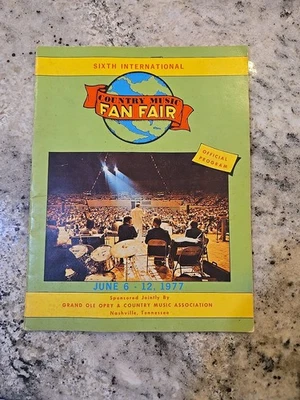 SIXTH INTERNATIONAL
COUNTRY MUSIC
FAN FAIR
OFFICIAL
PROGRAM
JUNE 6 - 12, 1977
Sponsored Jointly By
GRAND OLE OPRY & COUNTRY MUSIC ASSOCIATION
Nashville, Tennessee